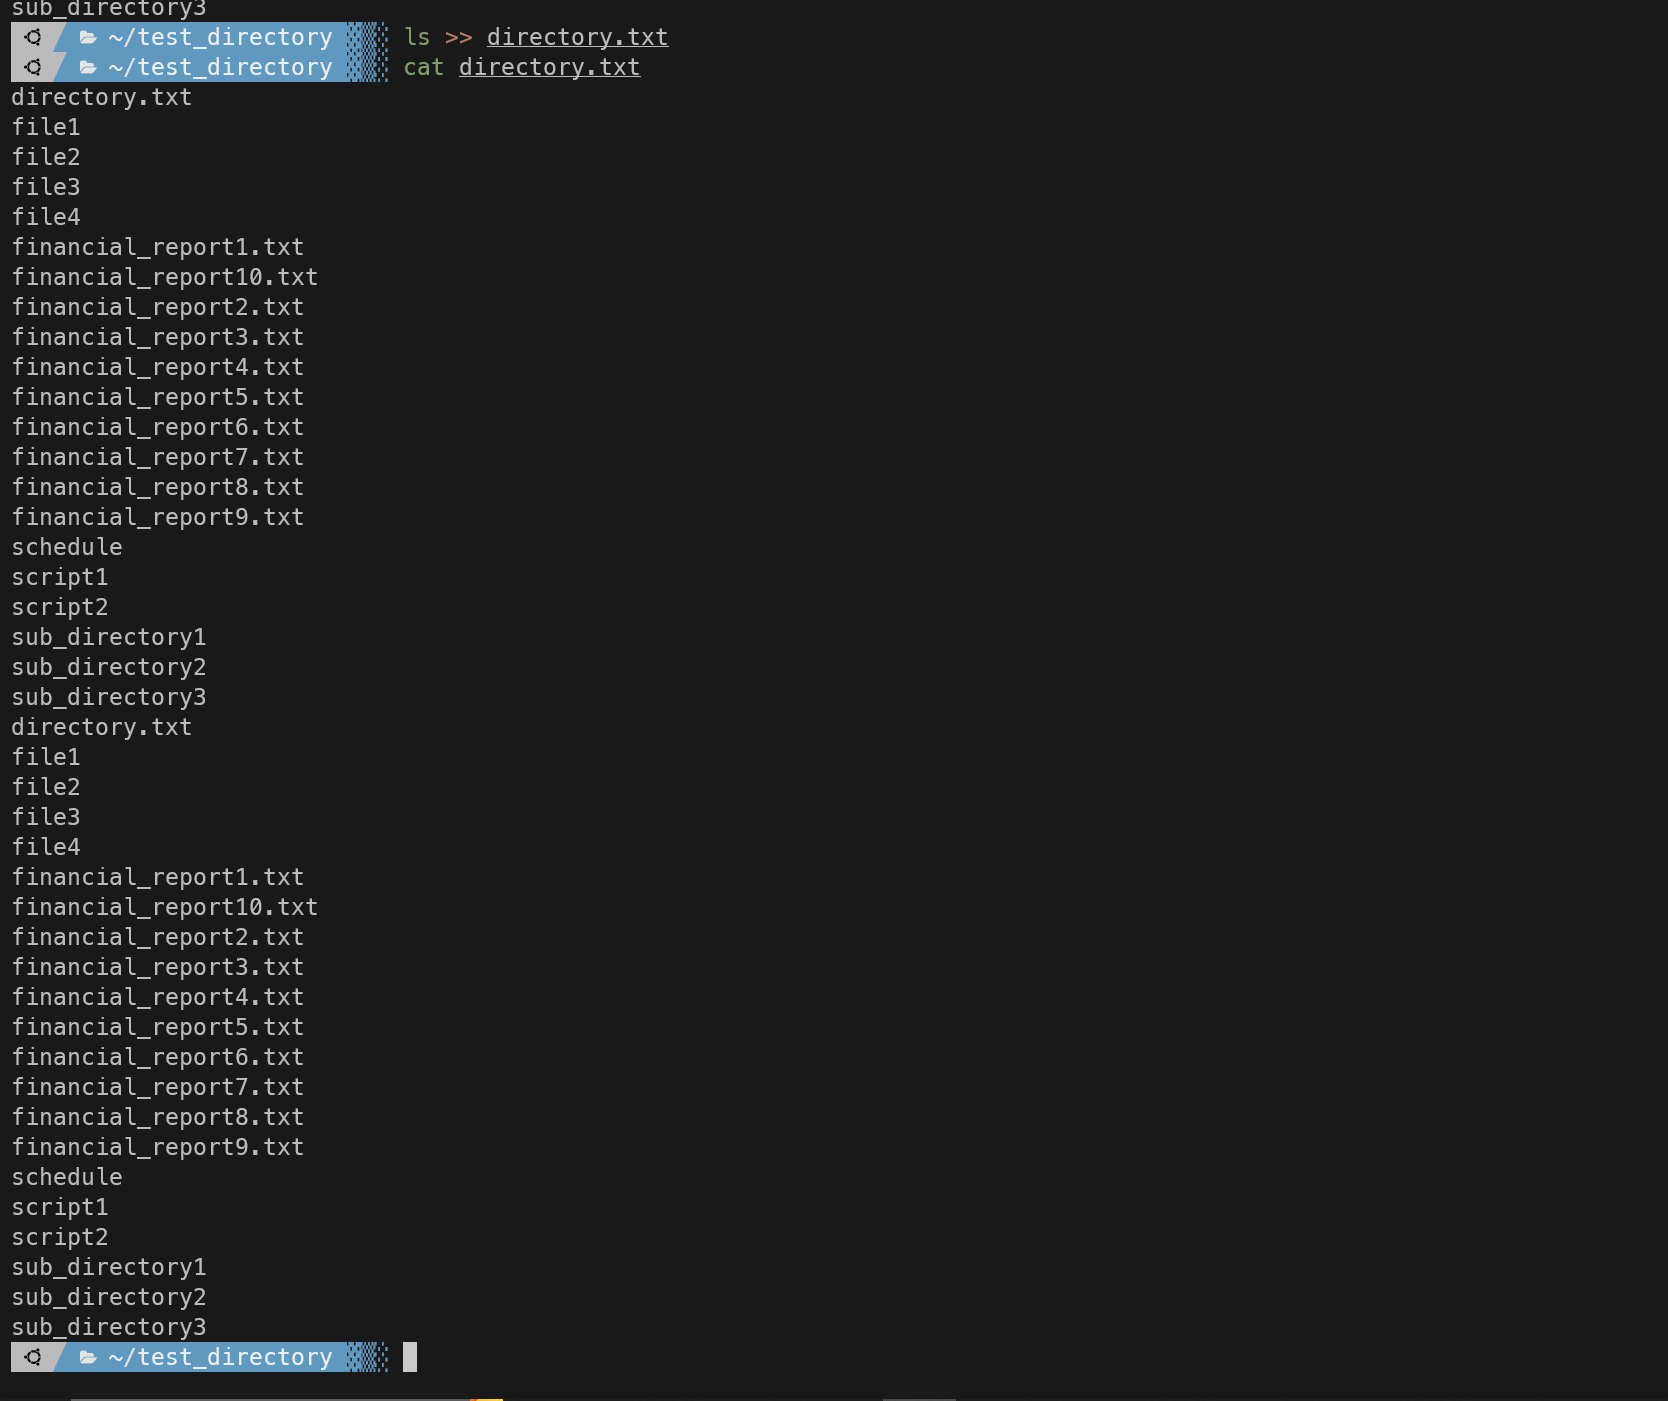 sub_directory3
~/test_directory ls >> directory.txt
~/test_directory cat directory.txt
directory.txt
file1
file2
file3
file4
financial_report1.txt
financial_report10.txt
financial_report2.txt
financial_report3.txt
financial_report4.txt
financial_report5.txt
financial_report6.txt
financial_report7.txt
financial_report8.txt
financial_report9.txt
schedule
script1
script2
sub_directory1
sub_directory2
sub_directory3
directory.txt
file1
file2
file3
file4
financial_report1.txt
financial_report10.txt
financial_report2.txt
financial_report3.txt
financial_report4.txt
financial_report5.txt
financial_report6.txt
financial_report7.txt
financial_report8.txt
financial_report9.txt
schedule
script1
script2
sub_directory1
sub_directory2
sub_directory3
~/test_directory